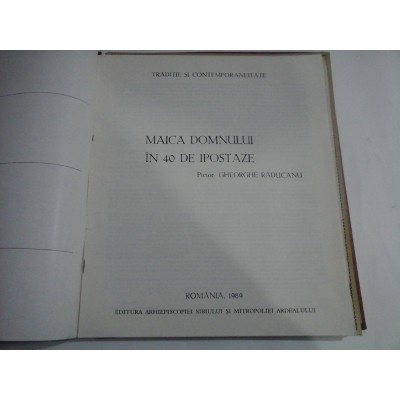 TRADIȚIE ȘI CONTEMPORANEITATE
MAICA DOMNULUI
ÎN 40 DE IPOSTAZE
Pictor: GHEORGHE RĂDUCANU
ROMÂNIA, 1989
EDITURA ARHIEPISCOPIEI SIBIULUI ȘI MITROPOLIEI ARDEALULUI